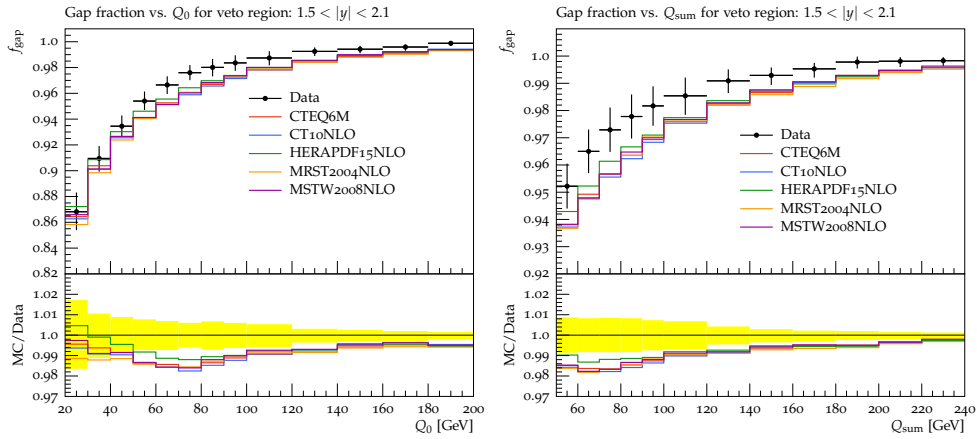 Gap fraction vs. Q0 for veto region: 1.5 < |y| < 2.1
fgap
1.0
0.98
0.96
0.94
0.92
0.9
0.88
0.86
0.84
0.82
Data
CTEQ6M
CT10NLO
HERAPDF15NLO
MRST2004NLO
MSTW2008NLO
MC/Data
1.02
1.01
1.0
0.99
0.98
0.97
20 40 60 80 100 120 140 160 180 200
Q0 [GeV]
Gap fraction vs. Qsum for veto region: 1.5 < |y| < 2.1
fgap
1.0
0.99
0.98
0.97
0.96
0.95
0.94
0.93
0.92
Data
CTEQ6M
CT10NLO
HERAPDF15NLO
MRST2004NLO
MSTW2008NLO
MC/Data
1.02
1.01
1.0
0.99
0.98
0.97
60 80 100 120 140 160 180 200 220 240
Qsum [GeV]